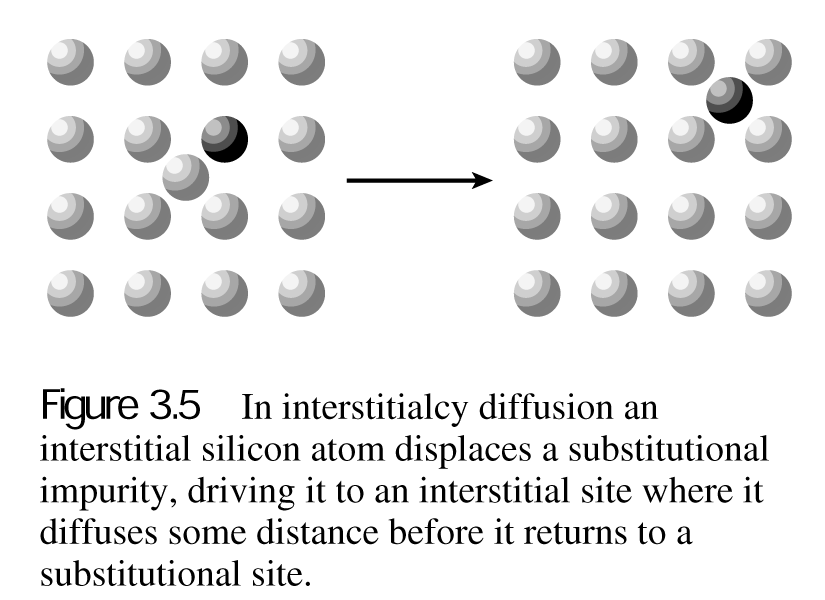 Figure 3.5 In interstitialcy diffusion an
interstitial silicon atom displaces a substitutional
impurity, driving it to an interstitial site where it
diffuses some distance before it returns to a
substitutional site.